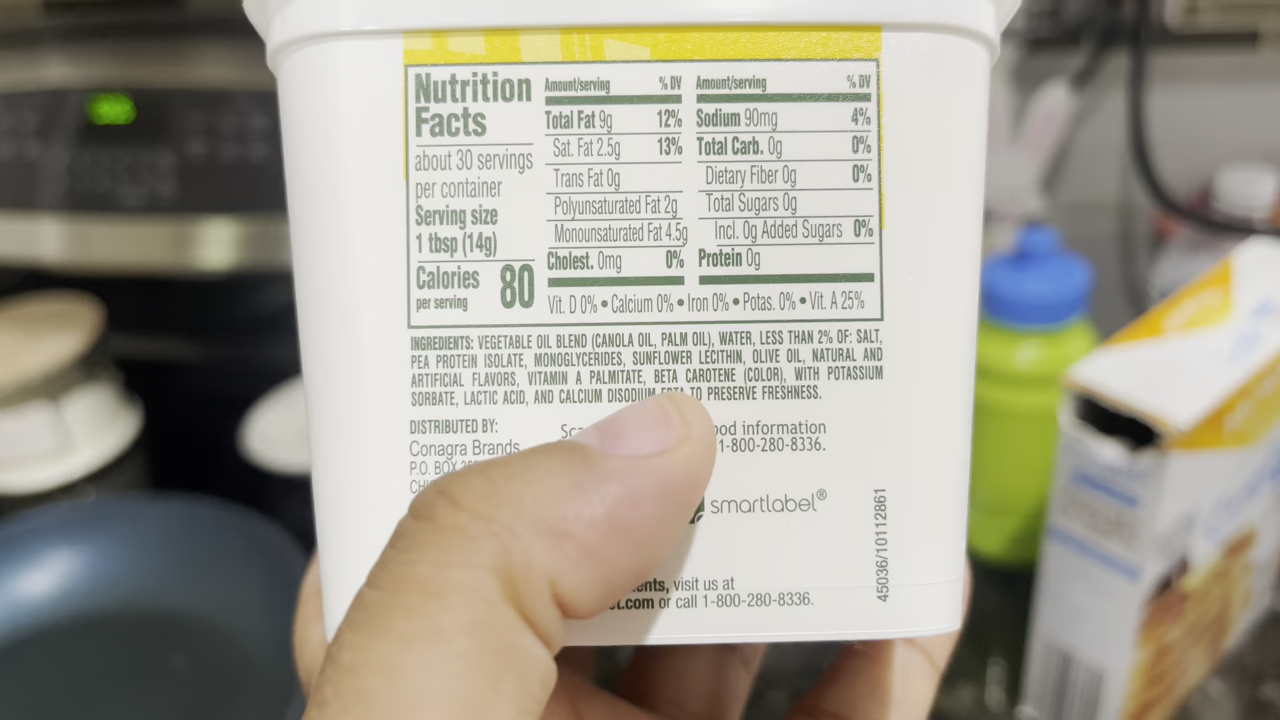 Nutrition
Facts
about 30 servings
per container
Serving size
1 tbsp (14g)
Calories
per serving
80
Amount/serving % DV
Total Fat 9g 12%
Sat. Fat 2.5g 13%
Trans Fat 0g
Polyunsaturated Fat 2g
Monounsaturated Fat 4.5g
Cholest. 0mg 0%
Amount/serving % DV
Sodium 90mg 4%
Total Carb. 0g 0%
Dietary Fiber 0g 0%
Total Sugars 0g
Incl. 0g Added Sugars 0%
Protein 0g
Vit. D 0% • Calcium 0% • Iron 0% • Potas. 0% • Vit. A 25%
INGREDIENTS: VEGETABLE OIL BLEND (CANOLA OIL, PALM OIL), WATER, LESS THAN 2% OF: SALT,
PEA PROTEIN ISOLATE, MONOGLYCERIDES, SUNFLOWER LECITHIN, OLIVE OIL, NATURAL AND
ARTIFICIAL FLAVORS, VITAMIN A PALMITATE, BETA CAROTENE (COLOR), WITH POTASSIUM
SORBATE, LACTIC ACID, AND CALCIUM DISODIUM EDTA TO PRESERVE FRESHNESS.
DISTRIBUTED BY:
Conagra Brands
P.O. BOX
information
1-800-280-8336.
smartlabel®
visit us at
or call 1-800-280-8336.
45036/10112861